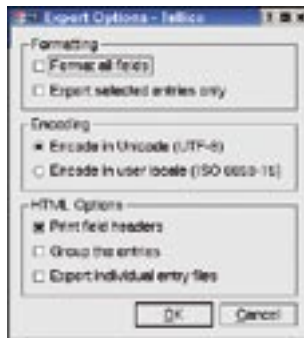 Export Options - Tellico
Formatting
Format all fields
Export selected entries only
Encoding
Encode in Unicode (UTF-8)
Encode in user locale (ISO 8859-15)
HTML Options
Print field headers
Group the entries
Export individual entry files
OK
Cancel